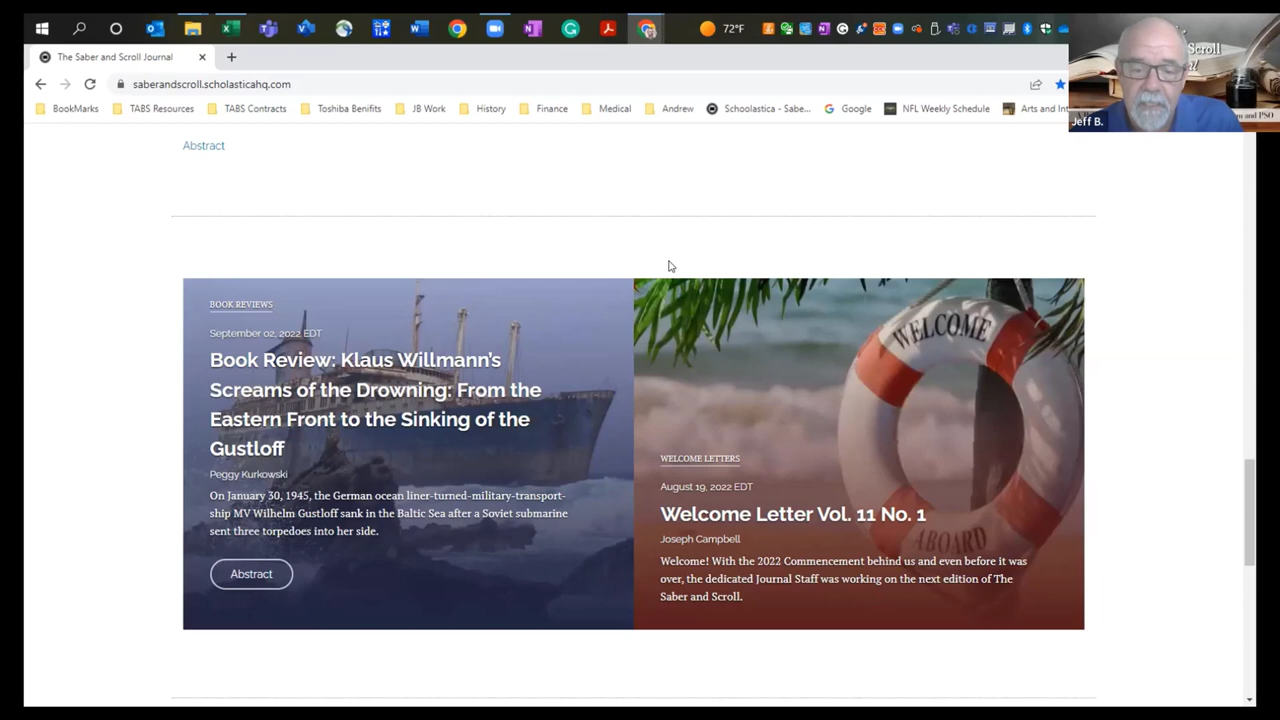 72°F
The Saber and Scroll Journal
saberandscroll.scholasticahq.com
BookMarks
TABS Resources
TABS Contracts
Toshiba Benifits
JB Work
History
Finance
Medical
Andrew
Schoolastica - Sabe...
Google
NFL Weekly Schedule
Arts and Int
Scroll
and PSO
Jeff B.
Abstract
BOOK REVIEWS
September 02, 2022 EDT
Book Review: Klaus Willmann's
Screams of the Drowning: From the
Eastern Front to the Sinking of the
Gustloff
Peggy Kurkowski
On January 30, 1945, the German ocean liner-turned-military-transport-
ship MV Wilhelm Gustloff sank in the Baltic Sea after a Soviet submarine
sent three torpedoes into her side.
Abstract
WELCOME
ABOARD
WELCOME LETTERS
August 19, 2022 EDT
Welcome Letter Vol. 11 No. 1
Joseph Campbell
Welcome! With the 2022 Commencement behind us and even before it was
over, the dedicated Journal Staff was working on the next edition of The
Saber and Scroll.